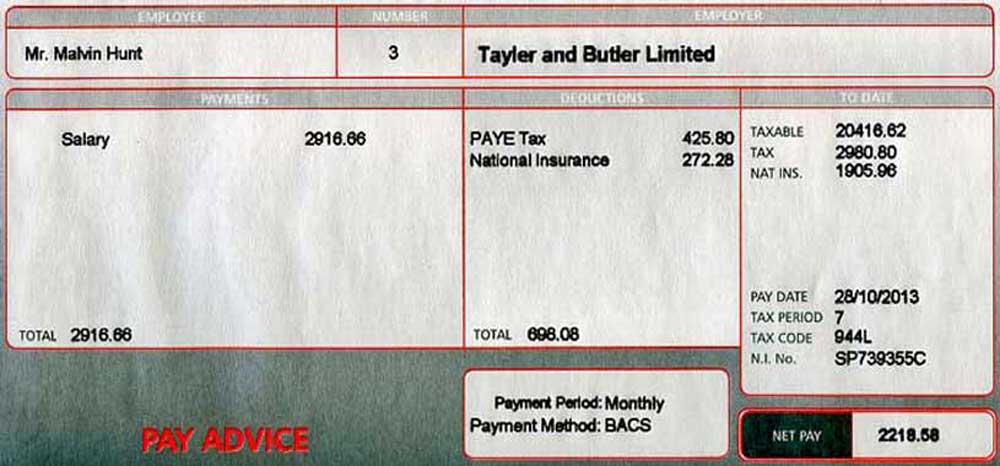 EMPLOYEE NUMBER EMPLOYER
Mr. Malvin Hunt 3 Tayler and Butler Limited
PAYMENTS DEDUCTIONS TO DATE
Salary 2916.66 PAYE Tax 425.80 TAXABLE 20416.62
National Insurance 272.28 TAX 2980.80
NAT INS. 1905.96
PAY DATE 28/10/2013
TAX PERIOD 7
TOTAL 2916.66 TOTAL 698.08 TAX CODE 944L
N.I. No. SP739355C
Payment Period: Monthly
Payment Method: BACS
PAY ADVICE NET PAY 2218.58